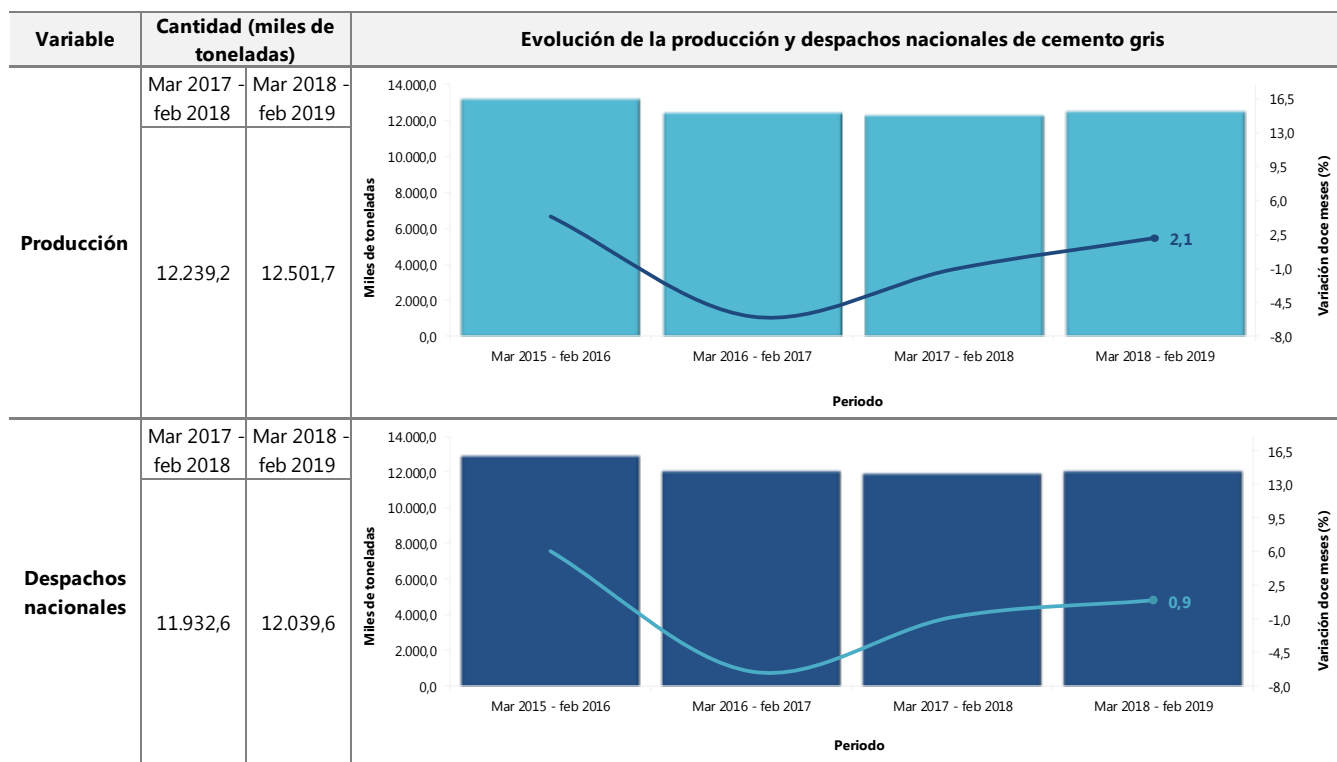 Variable
Cantidad (miles de
toneladas)
Evolución de la producción y despachos nacionales de cemento gris
Producción
Mar 2017 -
feb 2018
Mar 2018 -
feb 2019
12.239,2
12.501,7
Miles de toneladas
14.000,0
12.000,0
10.000,0
8.000,0
6.000,0
4.000,0
2.000,0
0,0
2,1
16,5
13,0
9,5
6,0
2,5
-1,0
-4,5
-8,0
Variación doce meses (%)
Mar 2015 - feb 2016
Mar 2016 - feb 2017
Mar 2017 - feb 2018
Mar 2018 - feb 2019
Periodo
Despachos
nacionales
Mar 2017 -
feb 2018
Mar 2018 -
feb 2019
11.932,6
12.039,6
Miles de toneladas
14.000,0
12.000,0
10.000,0
8.000,0
6.000,0
4.000,0
2.000,0
0,0
0,9
16,5
13,0
9,5
6,0
2,5
-1,0
-4,5
-8,0
Variación doce meses (%)
Mar 2015 - feb 2016
Mar 2016 - feb 2017
Mar 2017 - feb 2018
Mar 2018 - feb 2019
Periodo